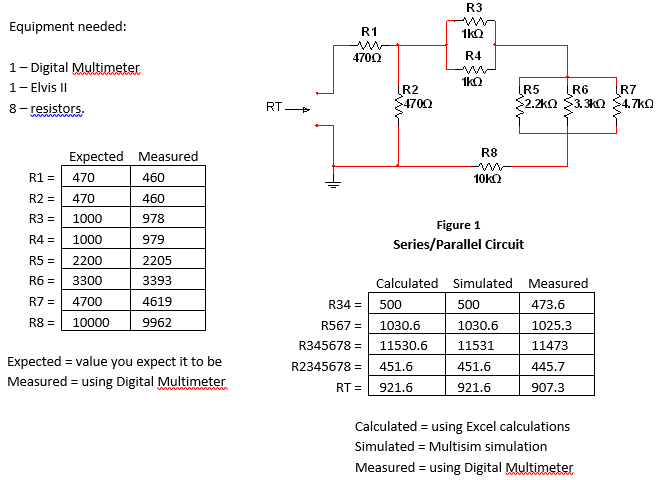 Equipment needed:
1 – Digital Multimeter
1 – Elvis II
8 – resistors.
Expected Measured
R1 = 470 460
R2 = 470 460
R3 = 1000 978
R4 = 1000 979
R5 = 2200 2205
R6 = 3300 3393
R7 = 4700 4619
R8 = 10000 9962
Expected = value you expect it to be
Measured = using Digital Multimeter
R3
1kΩ
R1
470Ω
R4
1kΩ
RT
R2
470Ω
R5
2.2kΩ
R6
3.3kΩ
R7
4.7kΩ
R8
10kΩ
Figure 1
Series/Parallel Circuit
Calculated Simulated Measured
R34 = 500 500 473.6
R567 = 1030.6 1030.6 1025.3
R345678 = 11530.6 11531 11473
R2345678 = 451.6 451.6 445.7
RT = 921.6 921.6 907.3
Calculated = using Excel calculations
Simulated = Multisim simulation
Measured = using Digital Multimeter